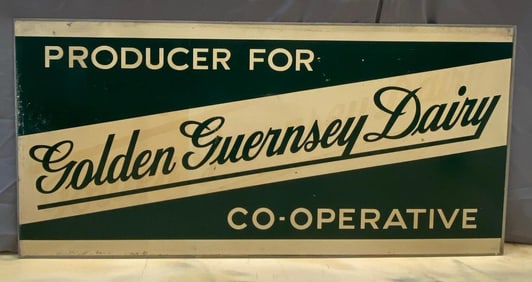 PRODUCER FOR
Golden Guernsey Dairy
CO-OPERATIVE